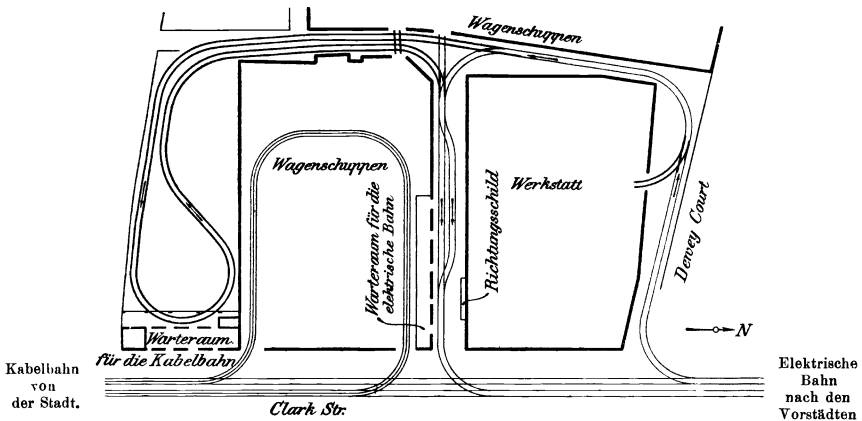 Wagenschuppen
Wagenschuppen
Warteraum für die
elektrische Bahn
Richtungsschild
Werkstatt
Dewey Court
N
Warteraum
für die Kabelbahn
Kabelbahn
von
der Stadt.
Clark Str.
Elektrische
Bahn
nach den
Vorstädten